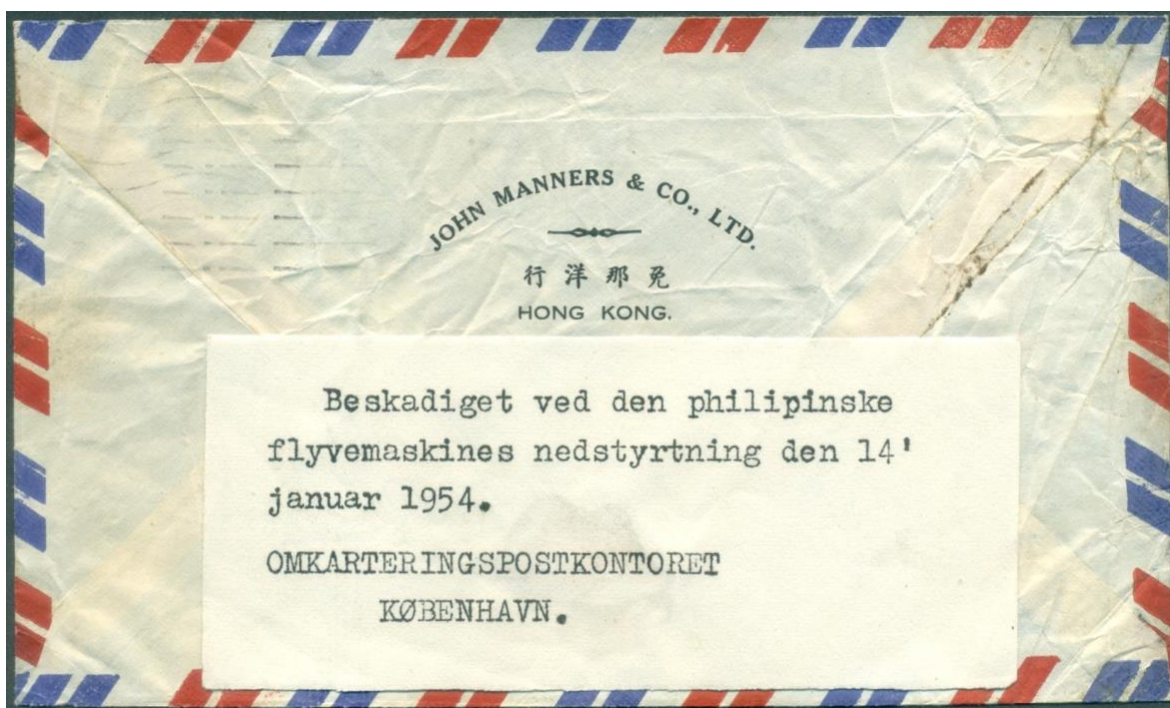 JOHN MANNERS & CO., LTD.
行洋那免
HONG KONG.
Beskadiget ved den philipinske
flyvemaskines nedstyrtning den 14'
januar 1954.
OMKARTERINGSPOSTKONTORET
KØBENHAVN.